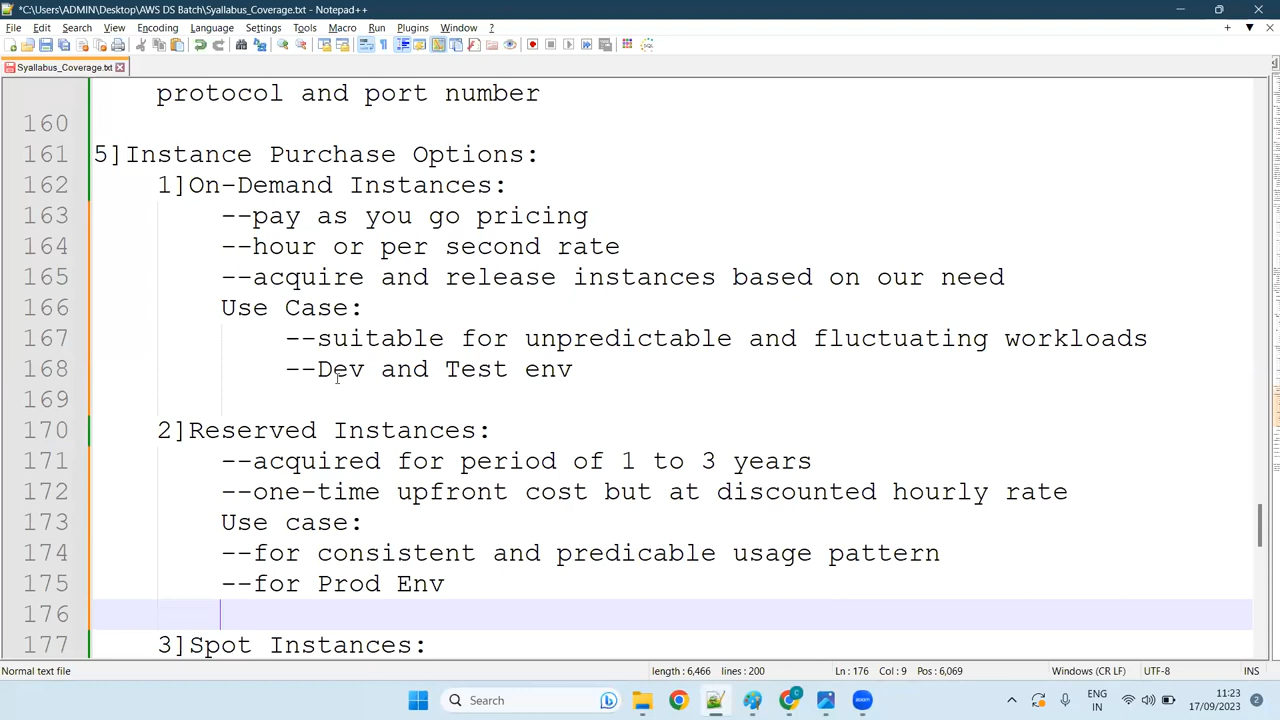 *C:\Users\ADMIN\Desktop\AWS DS Batch\Syallabus_Coverage.txt - Notepad++
File Edit Search View Encoding Language Settings Tools Macro Run Plugins Window ?
Syallabus_Coverage.txt
protocol and port number
160
161 5]Instance Purchase Options:
162 1]On-Demand Instances:
163 --pay as you go pricing
164 --hour or per second rate
165 --acquire and release instances based on our need
166 Use Case:
167 --suitable for unpredictable and fluctuating workloads
168 --Dev and Test env
169
170 2]Reserved Instances:
171 --acquired for period of 1 to 3 years
172 --one-time upfront cost but at discounted hourly rate
173 Use case:
174 --for consistent and predicable usage pattern
175 --for Prod Env
176
177 3]Spot Instances:
Normal text file length : 6,466 lines : 200 Ln : 176 Col : 9 Pos : 6,069 Windows (CR LF) UTF-8 INS
Search ENG IN 11:23 17/09/2023 2